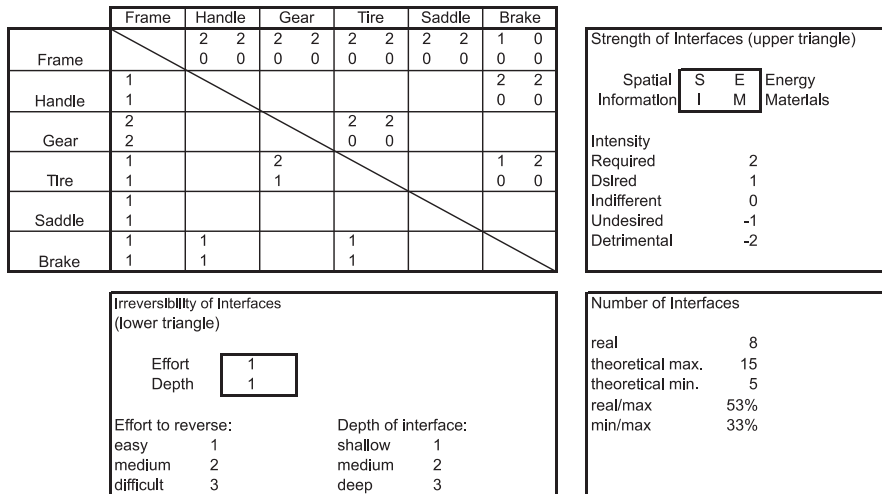 Frame Handle Gear Tire Saddle Brake
Frame
2 2 2 2 2 2 2 2 1 0
0 0 0 0 0 0 0 0 0 0
Handle
1 2 2
1 0 0
Gear
2 2 2
2 0 0
Tire
1 2 1 2
1 1 0 0
Saddle
1
1
Brake
1 1 1
1 1 1
Strength of Interfaces (upper triangle)
Spatial S E Energy
Information I M Materials
Intensity
Required 2
Dsired 1
Indifferent 0
Undesired -1
Detrimental -2
Irreversibility of Interfaces
(lower triangle)
Effort 1
Depth 1
Effort to reverse: Depth of interface:
easy 1 shallow 1
medium 2 medium 2
difficult 3 deep 3
Number of Interfaces
real 8
theoretical max. 15
theoretical min. 5
real/max 53%
min/max 33%